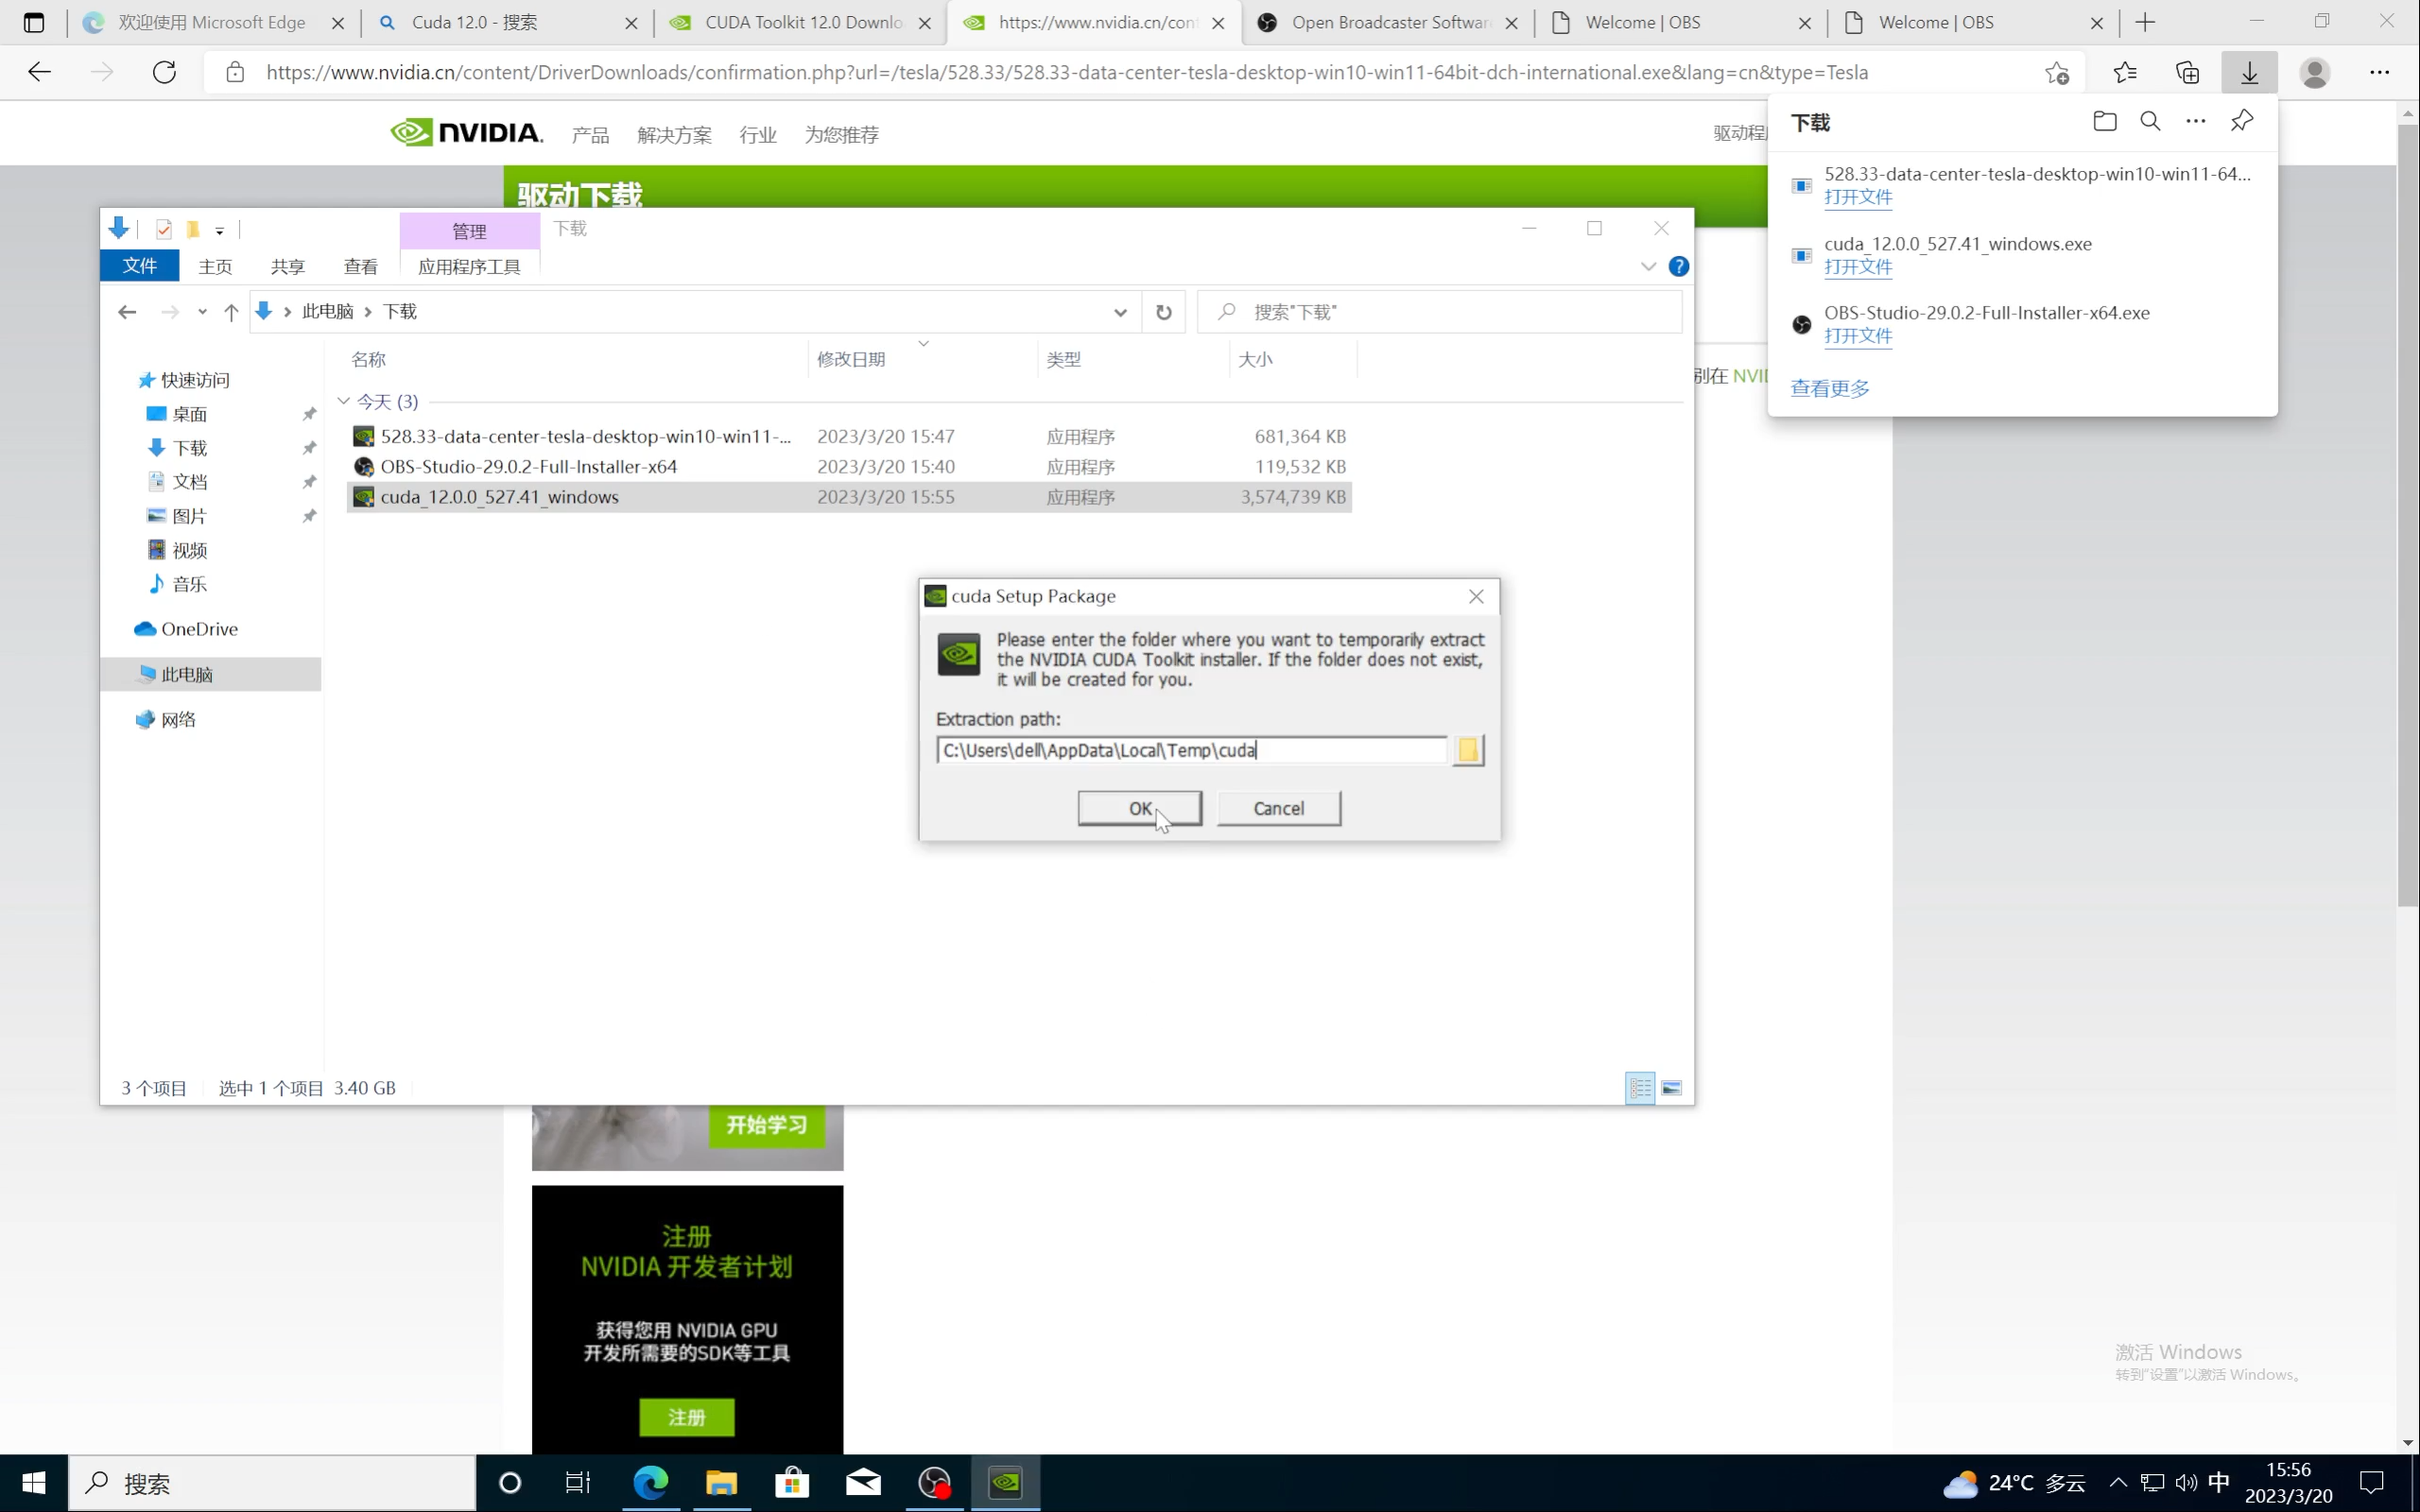 欢迎使用 Microsoft Edge
Cuda 12.0 - 搜索
CUDA Toolkit 12.0 Downlo
https://www.nvidia.cn/cont
Open Broadcaster Softwar
Welcome | OBS
Welcome | OBS
https://www.nvidia.cn/content/DriverDownloads/confirmation.php?url=/tesla/528.33/528.33-data-center-tesla-desktop-win10-win11-64bit-dch-international.exe&lang=cn&type=Tesla
NVIDIA.
产品
解决方案
行业
为您推荐
驱动程
驱动下载
下载
528.33-data-center-tesla-desktop-win10-win11-64...
打开文件
cuda_12.0.0_527.41_windows.exe
打开文件
OBS-Studio-29.0.2-Full-Installer-x64.exe
打开文件
查看更多
别在 NVI
管理
下载
文件
主页
共享
查看
应用程序工具
此电脑
下载
搜索"下载"
名称
修改日期
类型
大小
快速访问
桌面
下载
文档
图片
视频
音乐
OneDrive
此电脑
网络
今天 (3)
528.33-data-center-tesla-desktop-win10-win11-... 2023/3/20 15:47 应用程序 681,364 KB
OBS-Studio-29.0.2-Full-Installer-x64 2023/3/20 15:40 应用程序 119,532 KB
cuda_12.0.0_527.41_windows 2023/3/20 15:55 应用程序 3,574,739 KB
cuda Setup Package
Please enter the folder where you want to temporarily extract
the NVIDIA CUDA Toolkit installer. If the folder does not exist,
it will be created for you.
Extraction path:
C:\Users\dell\AppData\Local\Temp\cuda
OK
Cancel
3 个项目
选中 1 个项目 3.40 GB
开始学习
注册
NVIDIA 开发者计划
获得您用 NVIDIA GPU
开发所需要的SDK等工具
注册
激活 Windows
转到"设置"以激活 Windows。
搜索
24°C 多云
中
15:56
2023/3/20